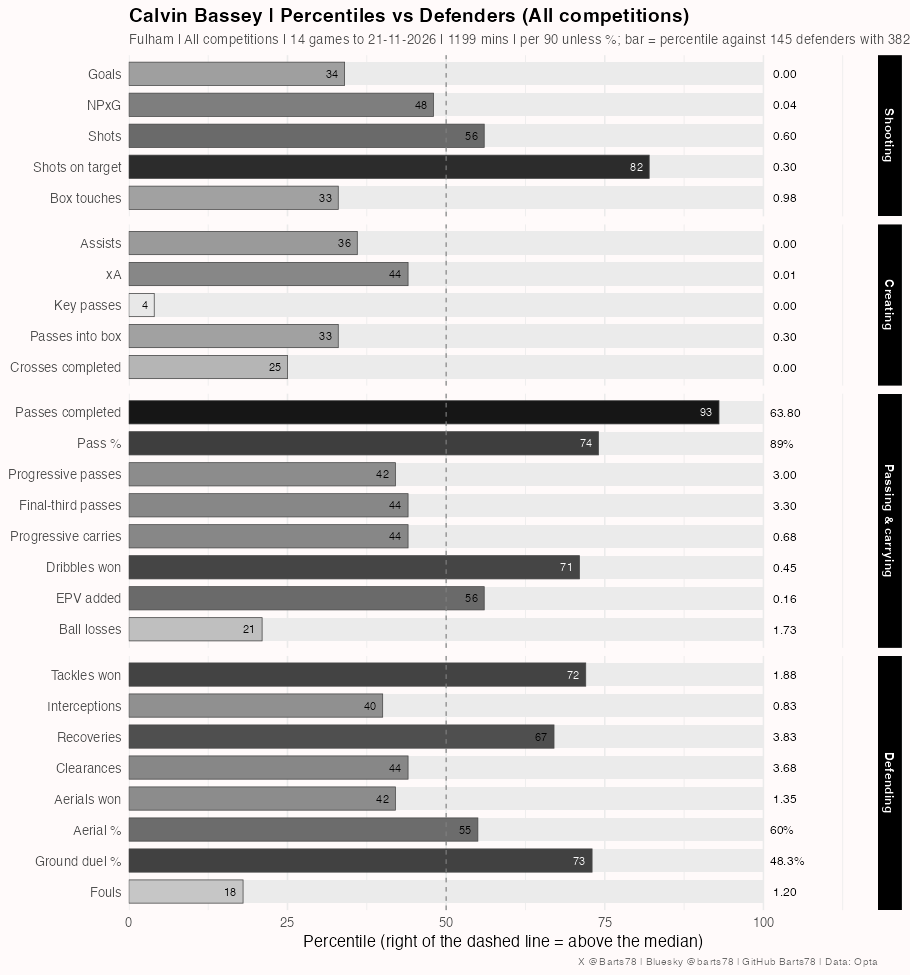 Calvin Bassey | Percentiles vs Defenders (All competitions)
Fulham | All competitions | 14 games to 21-11-2026 | 1199 mins | per 90 unless %; bar = percentile against 145 defenders with 382
Goals 34 0.00
NPxG 48 0.04
Shots 56 0.60
Shots on target 82 0.30
Box touches 33 0.98
Shooting
Assists 36 0.00
xA 44 0.01
Key passes 4 0.00
Passes into box 33 0.30
Crosses completed 25 0.00
Creating
Passes completed 93 63.80
Pass % 74 89%
Progressive passes 42 3.00
Final-third passes 44 3.30
Progressive carries 44 0.68
Dribbles won 71 0.45
EPV added 56 0.16
Ball losses 21 1.73
Passing & carrying
Tackles won 72 1.88
Interceptions 40 0.83
Recoveries 67 3.83
Clearances 44 3.68
Aerials won 42 1.35
Aerial % 55 60%
Ground duel % 73 48.3%
Fouls 18 1.20
Defending
0 25 50 75 100
Percentile (right of the dashed line = above the median)
X @Barts78 | Bluesky @barts78 | GitHub Barts78 | Data: Opta